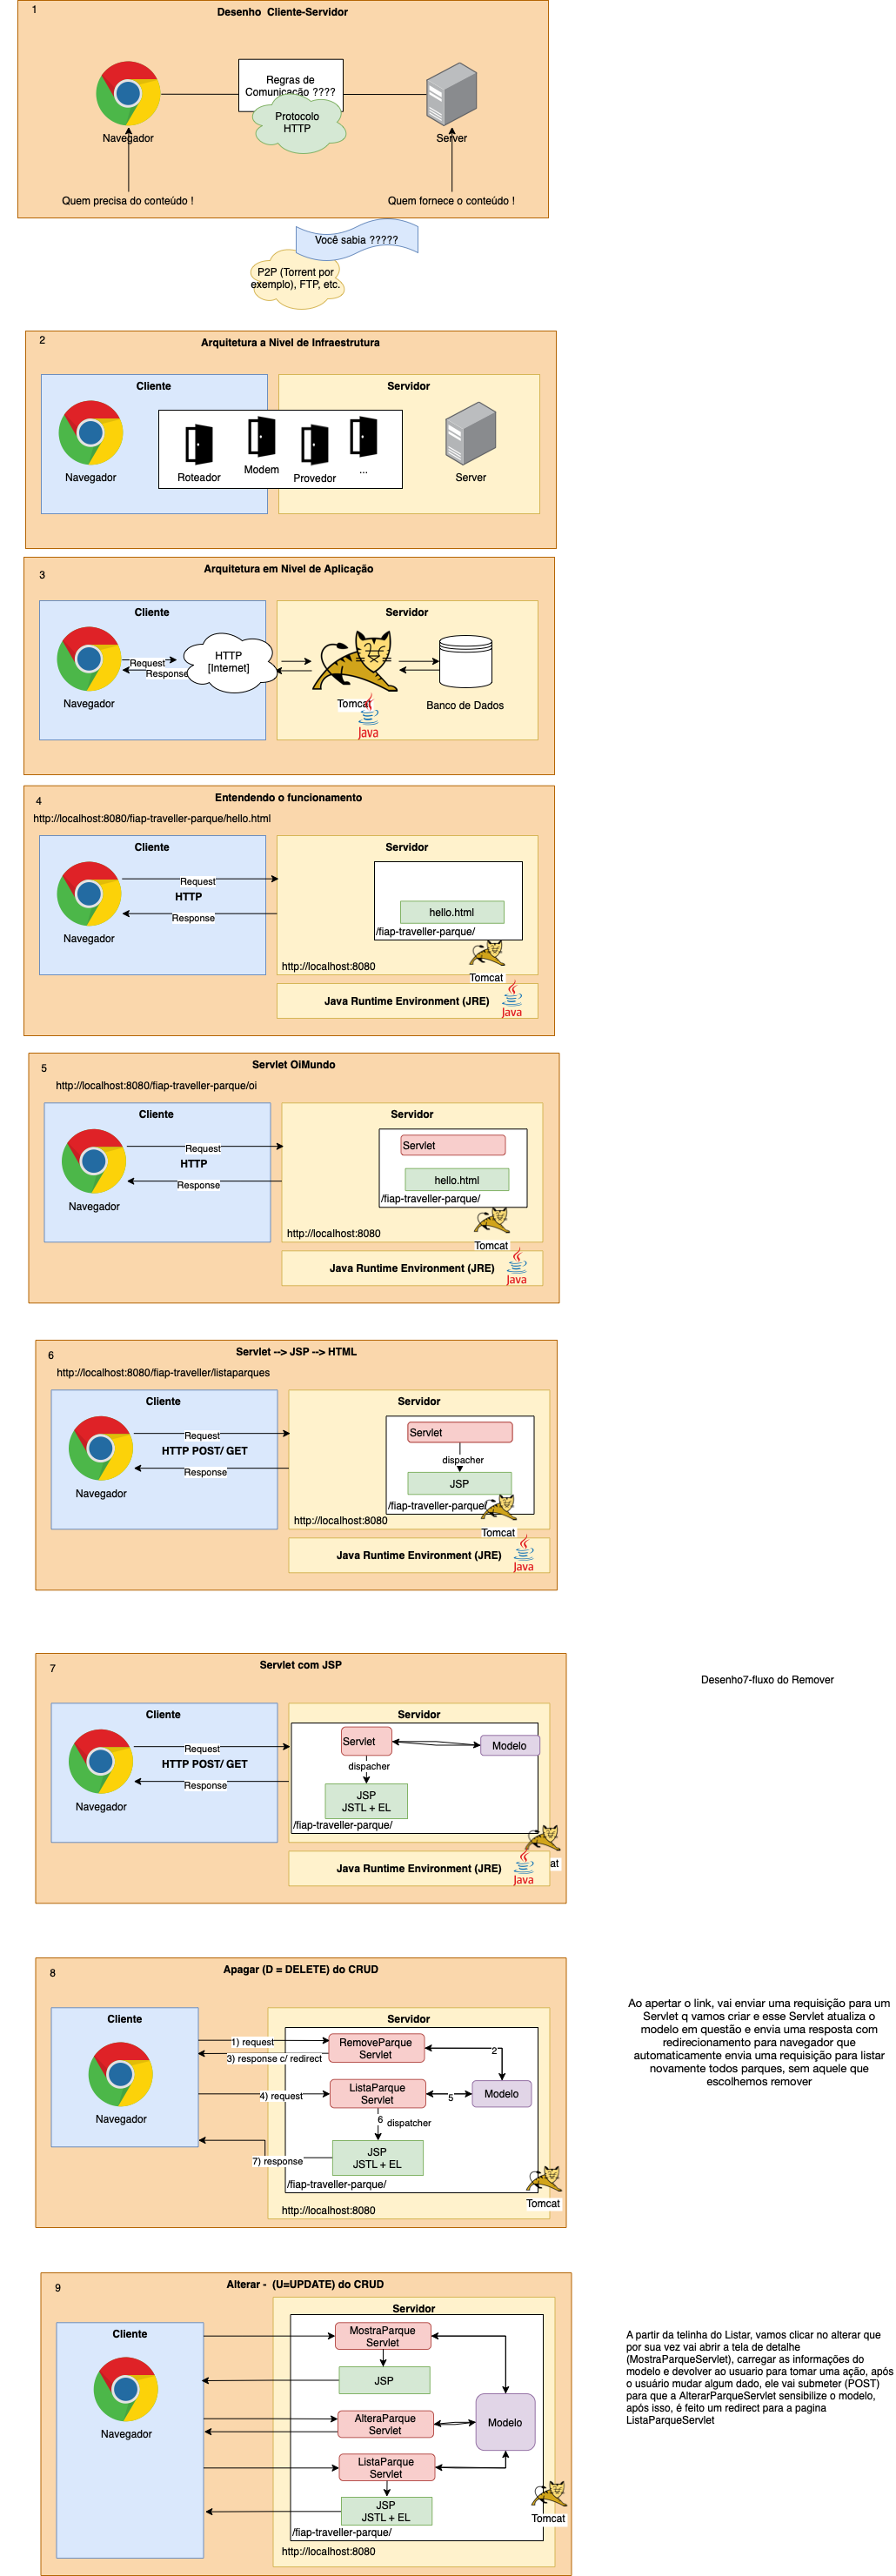 1
Desenho Cliente-Servidor
Regras de
Comunicação ????
Protocolo
HTTP
Navegador
Server
Quem precisa do conteúdo !
Quem fornece o conteúdo !
Você sabia ?????
P2P (Torrent por
exemplo), FTP, etc.
2
Arquitetura a Nivel de Infraestrutura
Cliente
Servidor
Navegador
Roteador
Modem
Provedor
...
Server
3
Arquitetura em Nivel de Aplicação
Cliente
Servidor
Request
Response
HTTP
[Internet]
Navegador
Tomcat
Java
Banco de Dados
4
Entendendo o funcionamento
http://localhost:8080/fiap-traveller-parque/hello.html
Cliente
Servidor
Request
HTTP
Response
Navegador
hello.html
/fiap-traveller-parque/
http://localhost:8080
Tomcat
Java Runtime Environment (JRE)
Java
5
Servlet OiMundo
http://localhost:8080/fiap-traveller-parque/oi
Cliente
Servidor
Request
HTTP
Response
Navegador
Servlet
hello.html
/fiap-traveller-parque/
http://localhost:8080
Tomcat
Java Runtime Environment (JRE)
Java
6
Servlet --> JSP --> HTML
http://localhost:8080/fiap-traveller/listaparques
Cliente
Servidor
Request
HTTP POST/ GET
Response
Navegador
Servlet
dispacher
JSP
/fiap-traveller-parque/
http://localhost:8080
Tomcat
Java Runtime Environment (JRE)
Java
7
Servlet com JSP
Desenho7-fluxo do Remover
Cliente
Servidor
Request
HTTP POST/ GET
Response
Navegador
Servlet
Modelo
dispacher
JSP
JSTL + EL
/fiap-traveller-parque/
at
Java Runtime Environment (JRE)
Java
8
Apagar (D = DELETE) do CRUD
Cliente
Servidor
Navegador
1) request
3) response c/ redirect
4) request
7) response
RemoveParque
Servlet
2
ListaParque
Servlet
5
Modelo
6
dispatcher
JSP
JSTL + EL
/fiap-traveller-parque/
http://localhost:8080
Tomcat
Ao apertar o link, vai enviar uma requisição para um
Servlet q vamos criar e esse Servlet atualiza o
modelo em questão e envia uma resposta com
redirecionamento para navegador que
automaticamente envia uma requisição para listar
novamente todos parques, sem aquele que
escolhemos remover
9
Alterar - (U=UPDATE) do CRUD
Cliente
Servidor
Navegador
MostraParque
Servlet
JSP
AlteraParque
Servlet
Modelo
ListaParque
Servlet
JSP
JSTL + EL
/fiap-traveller-parque/
http://localhost:8080
Tomcat
A partir da telinha do Listar, vamos clicar no alterar que
por sua vez vai abrir a tela de detalhe
(MostraParqueServlet), carregar as informações do
modelo e devolver ao usuario para tomar uma ação, após
o usuário mudar algum dado, ele vai submeter (POST)
para que a AlterarParqueServlet sensibilize o modelo,
após isso, é feito um redirect para a pagina
ListaParqueServlet